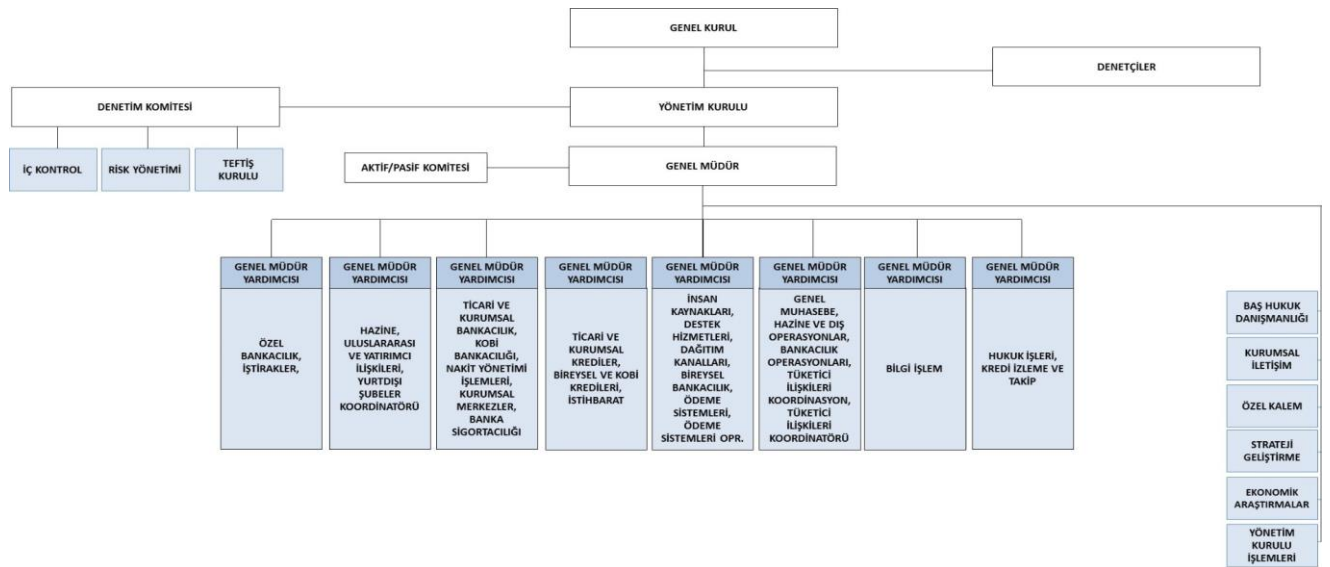 GENEL KURUL
DENETÇİLER
DENETİM KOMİTESİ
YÖNETİM KURULU
İÇ KONTROL
RİSK YÖNETİMİ
TEFTİŞ
KURULU
AKTİF/PASİF KOMİTESİ
GENEL MÜDÜR
GENEL MÜDÜR
YARDIMCISI
ÖZEL
BANKACILIK,
İŞTİRAKLER,
GENEL MÜDÜR
YARDIMCISI
HAZİNE,
ULUSLARARASI
VE YATIRIMCI
İLİŞKİLERİ,
YURTDIŞI
ŞUBELER
KOORDİNATÖRÜ
GENEL MÜDÜR
YARDIMCISI
TİCARİ VE
KURUMSAL
BANKACILIK,
KOBİ
BANKACILIĞI,
NAKİT YÖNETİMİ
İŞLEMLERİ,
KURUMSAL
MERKEZLER,
BANKA
SİGORTACILIĞI
GENEL MÜDÜR
YARDIMCISI
TİCARİ VE
KURUMSAL
KREDİLER,
BİREYSEL VE KOBİ
KREDİLERİ,
İSTİHBARAT
GENEL MÜDÜR
YARDIMCISI
İNSAN
KAYNAKLARI,
DESTEK
HİZMETLERİ,
DAĞITIM
KANALLARI,
BİREYSEL
BANKACILIK,
ÖDEME
SİSTEMLERİ,
ÖDEME
SİSTEMLERİ OPR.
GENEL MÜDÜR
YARDIMCISI
GENEL
MUHASEBE,
HAZİNE VE DIŞ
OPERASYONLAR,
BANKACILIK
OPERASYONLARI,
TÜKETİCİ
İLİŞKİLERİ
KOORDİNASYON,
TÜKETİCİ
İLİŞKİLERİ
KOORDİNATÖRÜ
GENEL MÜDÜR
YARDIMCISI
BİLGİ İŞLEM
GENEL MÜDÜR
YARDIMCISI
HUKUK İŞLERİ,
KREDİ İZLEME VE
TAKİP
BAŞ HUKUK
DANIŞMANLIĞI
KURUMSAL
İLETİŞİM
ÖZEL KALEM
STRATEJİ
GELİŞTİRME
EKONOMİK
ARAŞTIRMALAR
YÖNETİM
KURULU
İŞLEMLERİ